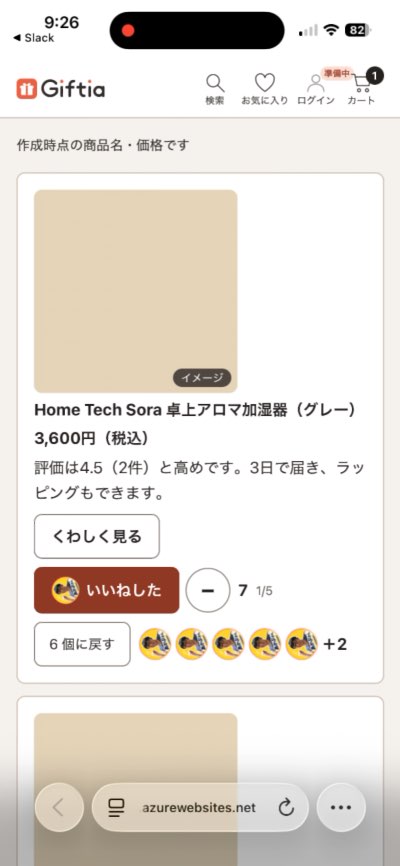 9:26
82
◀ Slack
Giftia
準備中
1
検索
お気に入り
ログイン
カート
作成時点の商品名・価格です
イメージ
Home Tech Sora 卓上アロマ加湿器（グレー）
3,600円（税込）
評価は4.5（2件）と高めです。3日で届き、ラッ
ピングもできます。
くわしく見る
いいねした
−
7
1/5
6 個に戻す
+2
azurewebsites.net